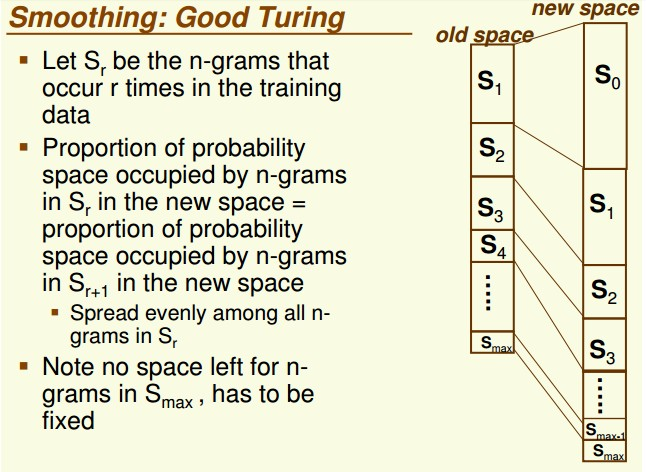 Smoothing: Good Turing
▪ Let Sr be the n-grams that
occur r times in the training
data
▪ Proportion of probability
space occupied by n-grams
in Sr in the new space =
proportion of probability
space occupied by n-grams
in Sr+1 in the new space
▪ Spread evenly among all n-
grams in Sr
▪ Note no space left for n-
grams in Smax , has to be
fixed
old space
S1
S2
S3
S4
......
Smax
new space
S0
S1
S2
S3
......
Smax-1
Smax